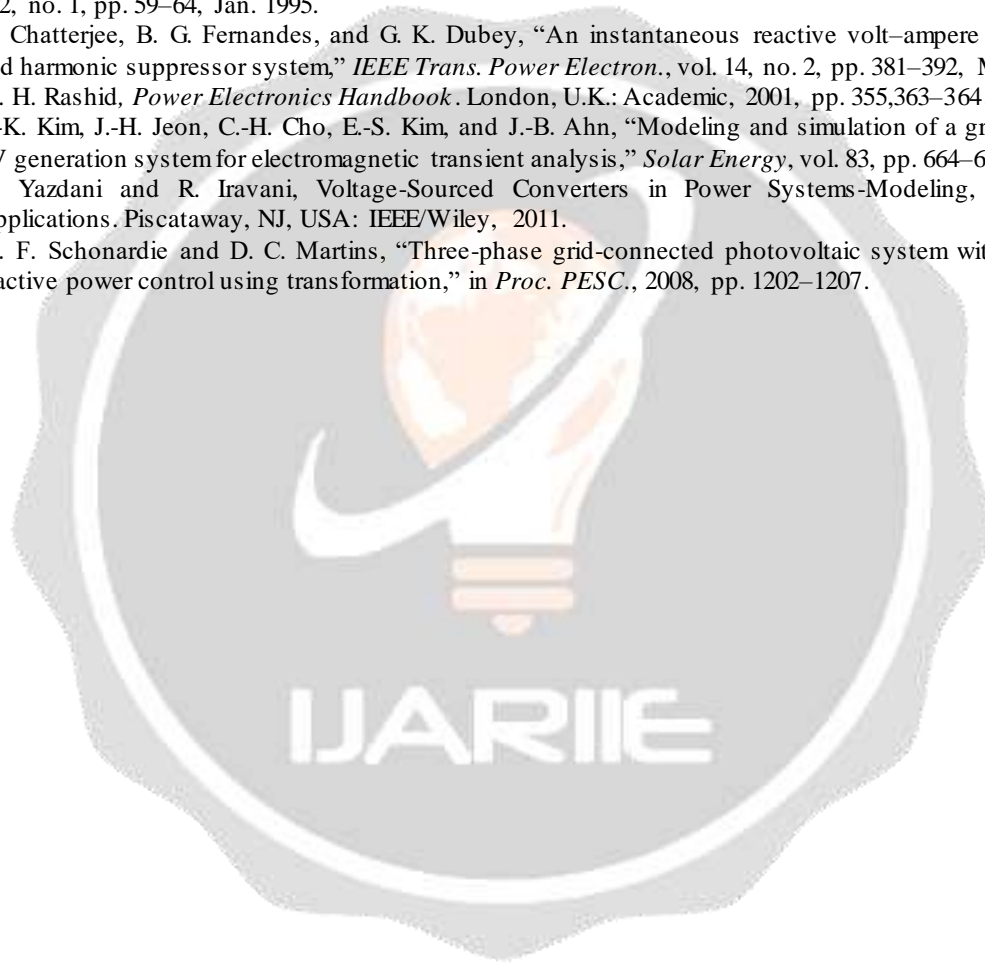 2, no. 1, pp. 59–64, Jan. 1995.
Chatterjee, B. G. Fernandes, and G. K. Dubey, “An instantaneous reactive volt–ampere
d harmonic suppressor system,” IEEE Trans. Power Electron., vol. 14, no. 2, pp. 381–392,
. H. Rashid, Power Electronics Handbook. London, U.K.: Academic, 2001, pp. 355,363–364
-K. Kim, J.-H. Jeon, C.-H. Cho, E.-S. Kim, and J.-B. Ahn, “Modeling and simulation of a
generation system for electromagnetic transient analysis,” Solar Energy, vol. 83, pp. 664–6
Yazdani and R. Iravani, Voltage-Sourced Converters in Power Systems-Modeling,
pplications. Piscataway, NJ, USA: IEEE/Wiley, 2011.
. F. Schonardie and D. C. Martins, “Three-phase grid-connected photovoltaic system
active power control using transformation,” in Proc. PESC., 2008, pp. 1202–1207.
IJARIIE